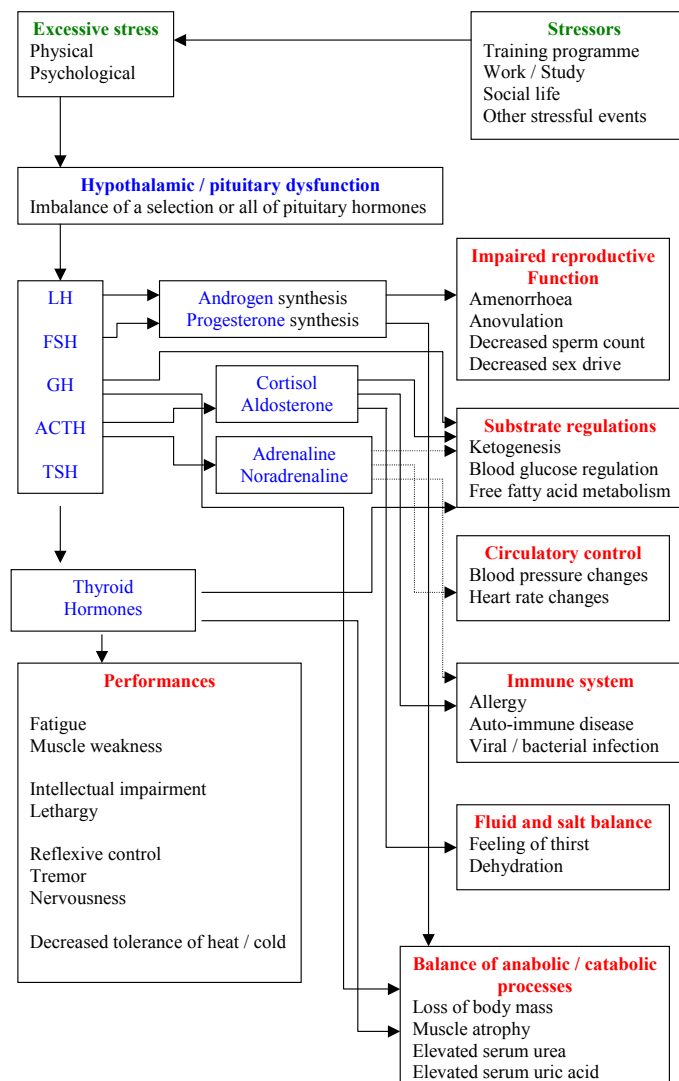 Excessive stress
Physical
Psychological
Stressors
Training programme
Work / Study
Social life
Other stressful events
Hypothalamic / pituitary dysfunction
Imbalance of a selection or all of pituitary hormones
LH
FSH
GH
ACTH
TSH
Androgen synthesis
Progesterone synthesis
Cortisol
Aldosterone
Adrenaline
Noradrenaline
Impaired reproductive
Function
Amenorrhoea
Anovulation
Decreased sperm count
Decreased sex drive
Substrate regulations
Ketogenesis
Blood glucose regulation
Free fatty acid metabolism
Circulatory control
Blood pressure changes
Heart rate changes
Thyroid
Hormones
Performances
Fatigue
Muscle weakness
Intellectual impairment
Lethargy
Reflexive control
Tremor
Nervousness
Decreased tolerance of heat / cold
Immune system
Allergy
Auto-immune disease
Viral / bacterial infection
Fluid and salt balance
Feeling of thirst
Dehydration
Balance of anabolic / catabolic
processes
Loss of body mass
Muscle atrophy
Elevated serum urea
Elevated serum uric acid